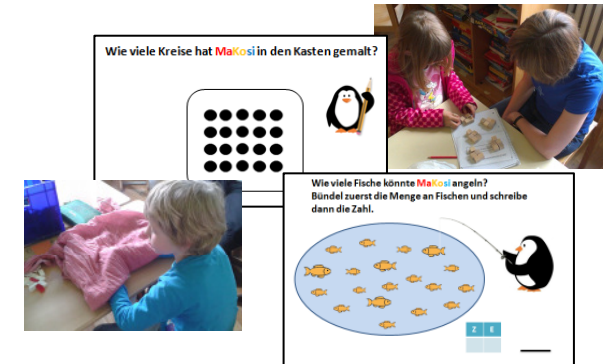 Wie viele Kreise hat MaKosi in den Kasten gemalt?
Wie viele Fische könnte MaKosi angeln?
Bündel zuerst die Menge an Fischen und schreibe
dann die Zahl.
Z E